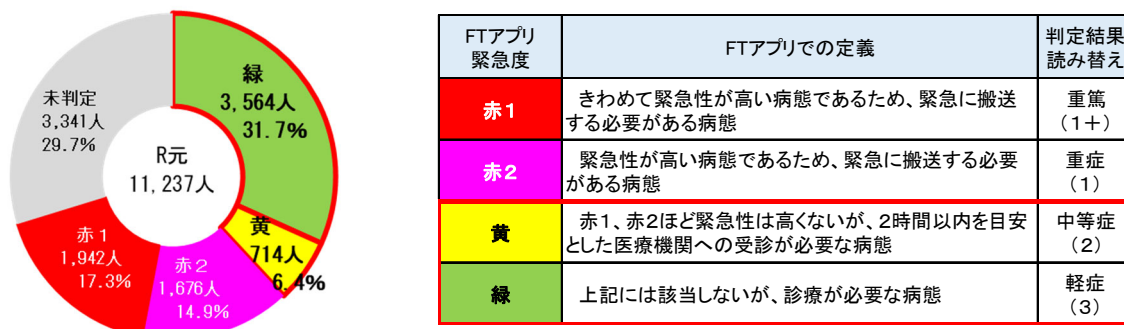 緑
3,564人
31.7%
未判定
3,341人
29.7%
R元
11,237人
黄
714人
6.4%
赤1
1,942人
17.3%
赤2
1,676人
14.9%
FTアプリ
緊急度
FTアプリでの定義
判定結果
読み替え
赤1
きわめて緊急性が高い病態であるため、緊急に搬送
する必要がある病態
重篤
(1+)
赤2
緊急性が高い病態であるため、緊急に搬送する必要
がある病態
重症
(1)
黄
赤1、赤2ほど緊急性は高くないが、2時間以内を目安
とした医療機関への受診が必要な病態
中等症
(2)
緑
上記には該当しないが、診療が必要な病態
軽症
(3)